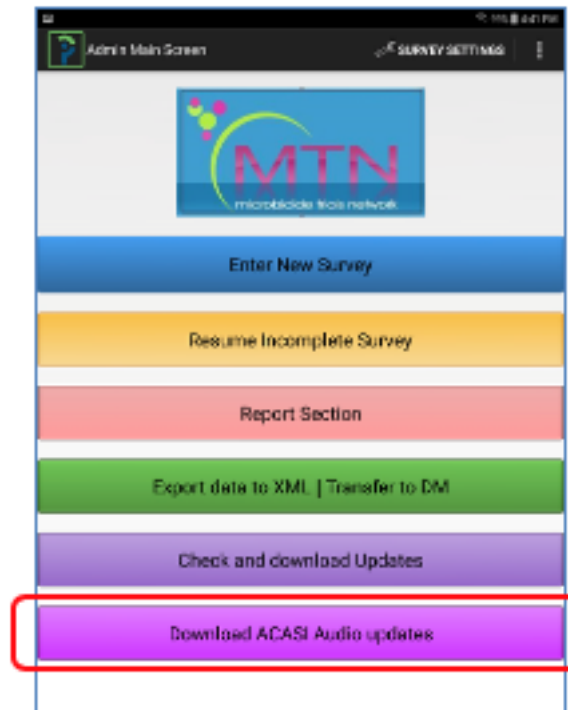 Admin Main Screen
SURVEY SETTINGS
MTN
microbicide trials network
Enter New Survey
Resume Incomplete Survey
Report Section
Export data to XML | Transfer to DM
Check and download Updates
Download ACASI Audio updates